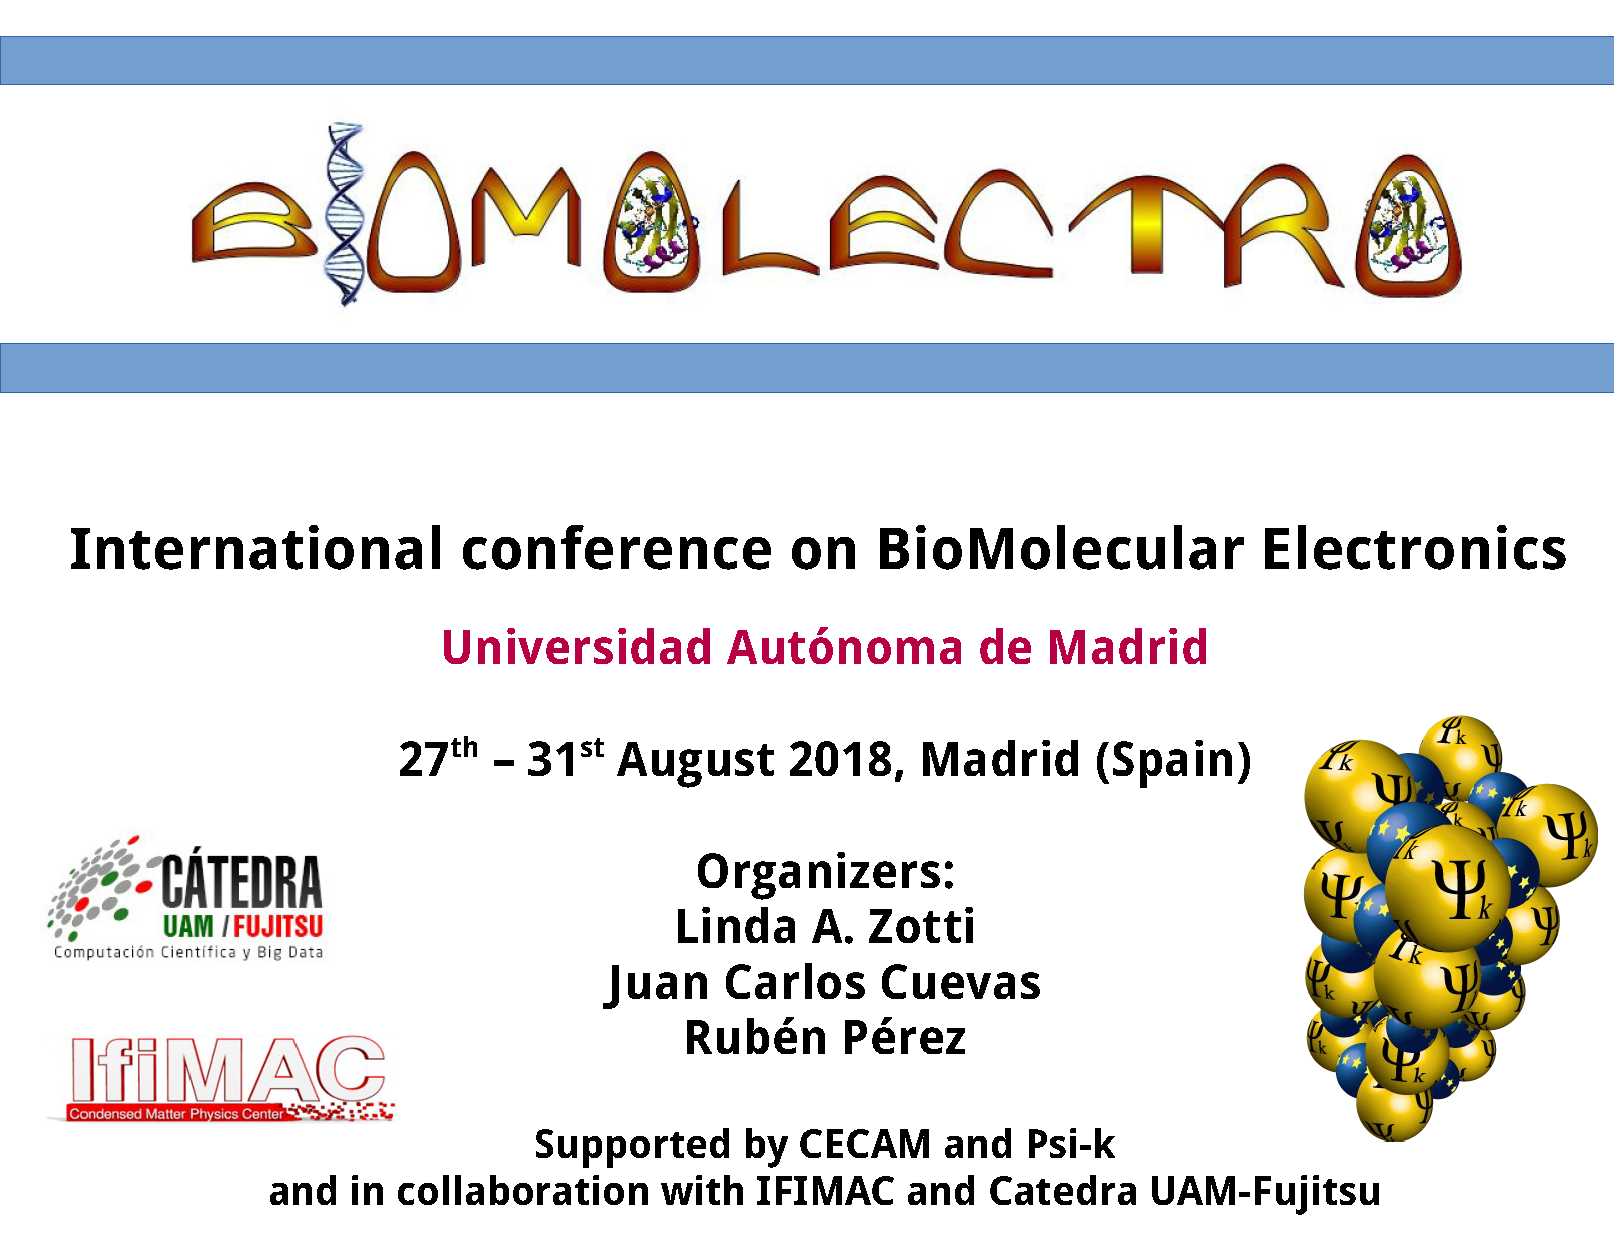 BIOMOLECTRO
International conference on BioMolecular Electronics
Universidad Autónoma de Madrid
27th – 31st August 2018, Madrid (Spain)
Organizers:
Linda A. Zotti
Juan Carlos Cuevas
Rubén Pérez
CÁTEDRA
UAM / FUJITSU
Computación Científica y Big Data
IfiMAC
Condensed Matter Physics Center
Ψk
Supported by CECAM and Psi-k
and in collaboration with IFIMAC and Catedra UAM-Fujitsu